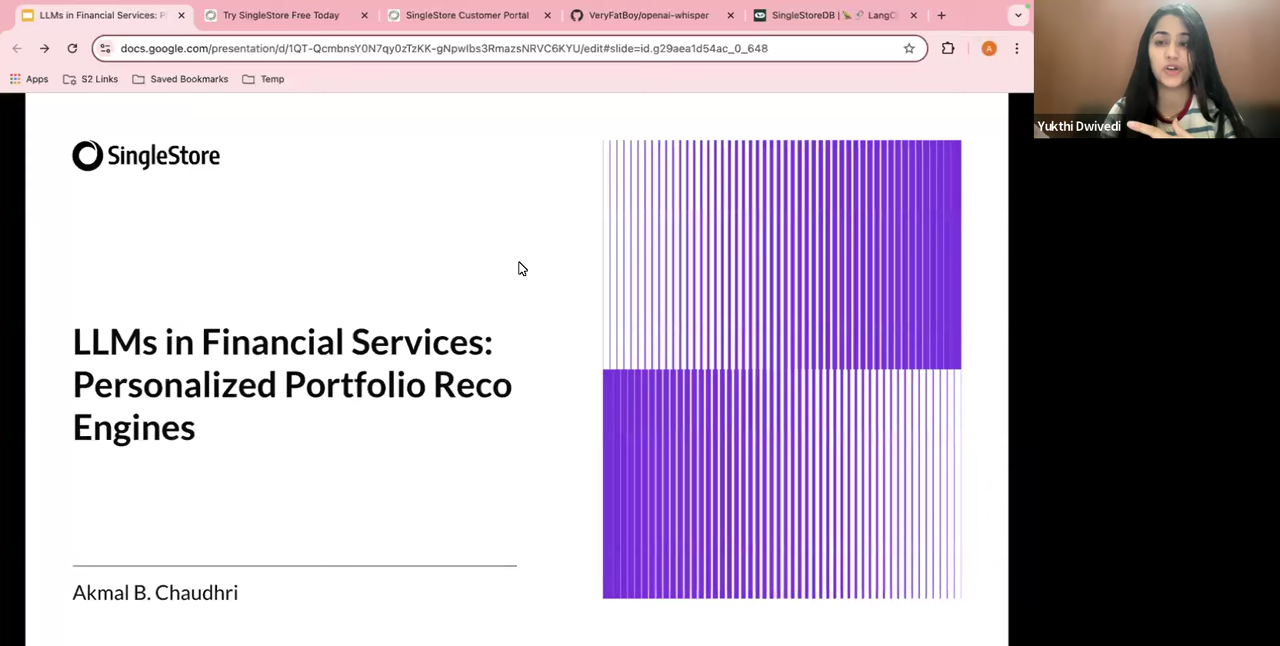 LLMs in Financial Services: P
Try SingleStore Free Today
SingleStore Customer Portal
VeryFatBoy/openai-whisper
SingleStoreDB | 🦜🔗 LangC
docs.google.com/presentation/d/1QT-QcmbnsY0N7qy0zTzKK-gNpwlbs3RmazsNRVC6KYU/edit#slide=id.g29aea1d54ac_0_648
A
Apps
S2 Links
Saved Bookmarks
Temp
Yukthi Dwivedi
SingleStore
LLMs in Financial Services:
Personalized Portfolio Reco
Engines
Akmal B. Chaudhri